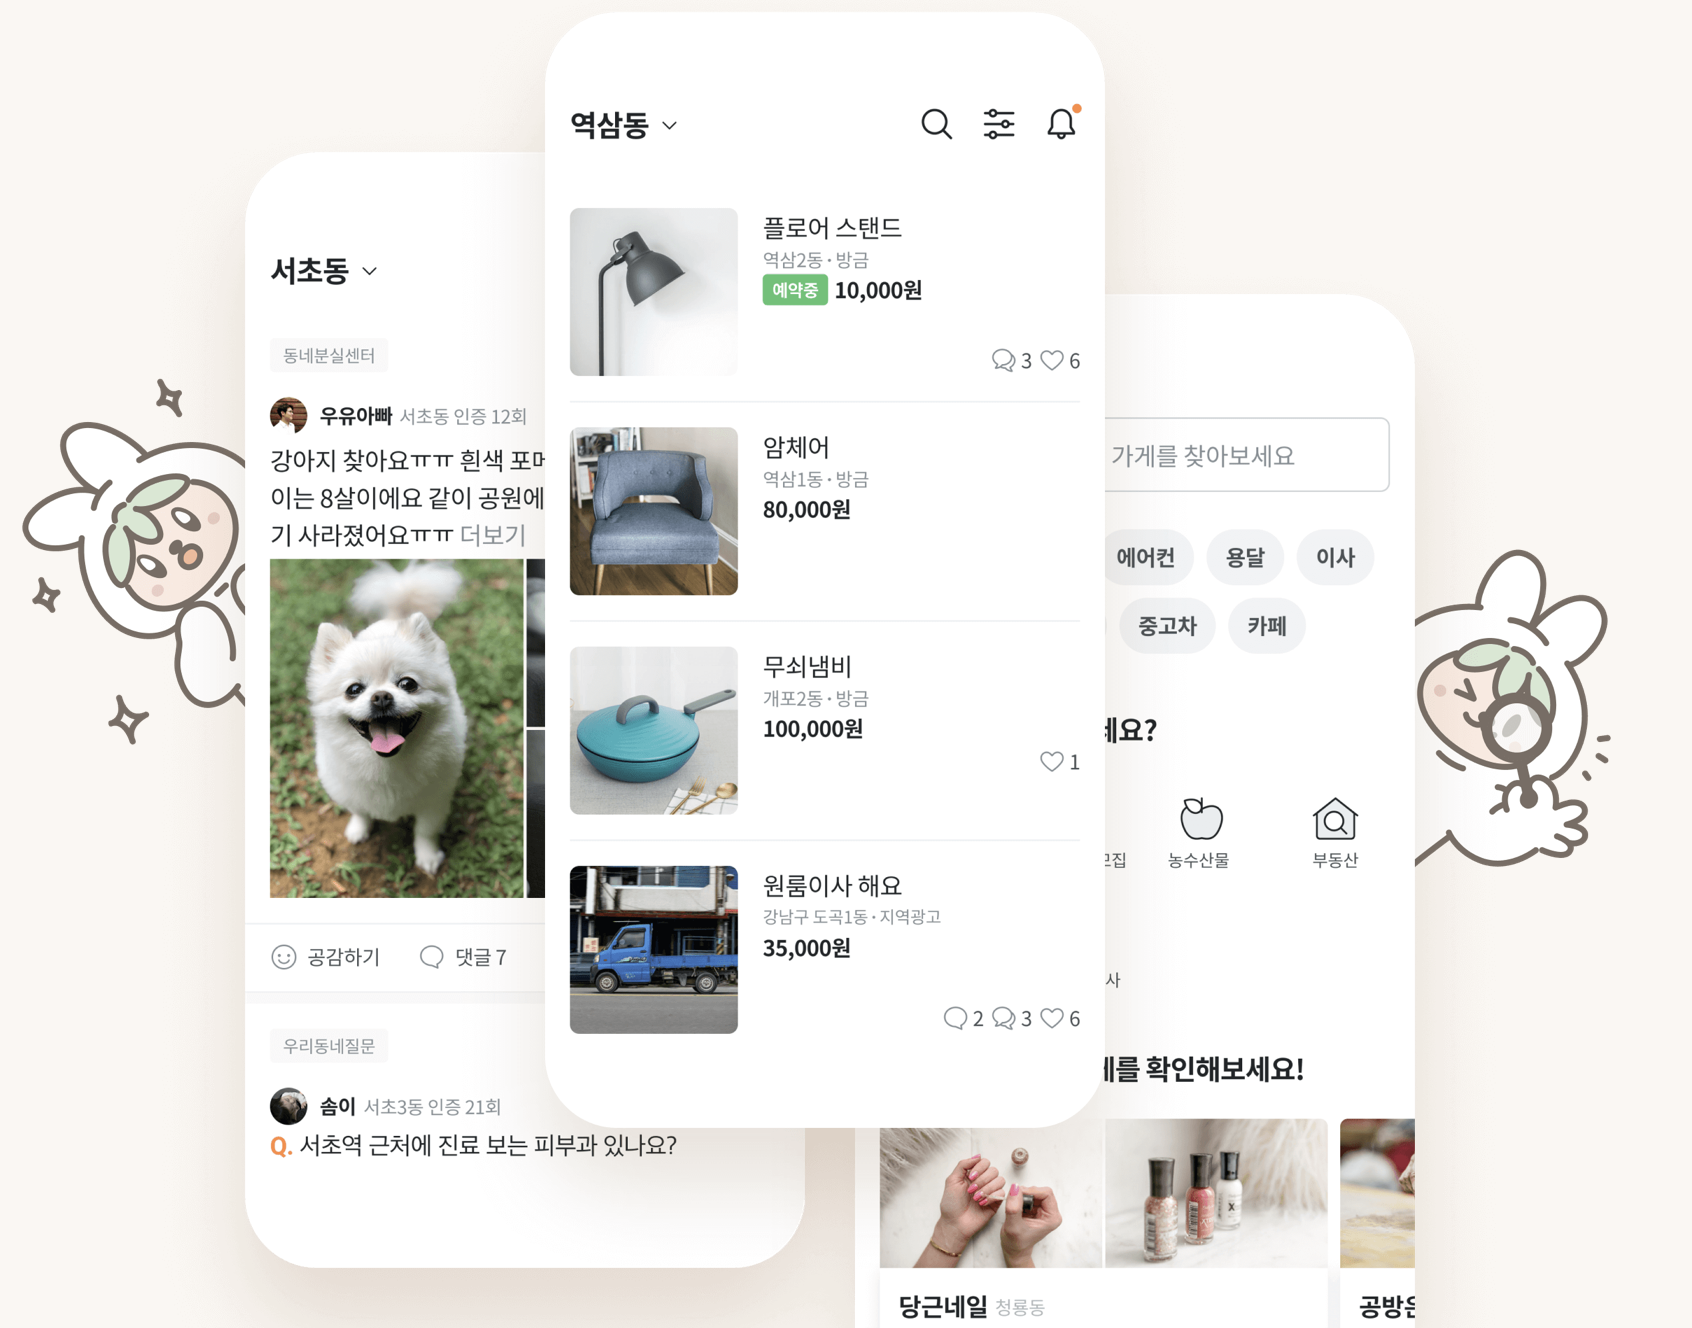 서초동
동네분실센터
우유아빠 서초동 인증 12회
강아지 찾아요ㅠㅠ 흰색
이는 8살이에요 같이 공원에
기 사라졌어요ㅠㅠ 더보기
공감하기 댓글 7
우리동네질문
솜이 서초3동 인증 21회
Q. 서초역 근처에 진료 보는 피부과 있나요?
역삼동
플로어 스탠드
역삼2동 · 방금
예약중 10,000원
3 6
암체어
역삼1동 · 방금
80,000원
무쇠냄비
개포2동 · 방금
100,000원
1
원룸이사 해요
강남구 도곡1동 · 지역광고
35,000원
2 3 6
가게를 찾아보세요
에어컨 용달 이사
중고차 카페
요?
농수산물 부동산
사
를 확인해보세요!
당근네일 청룡동
공방